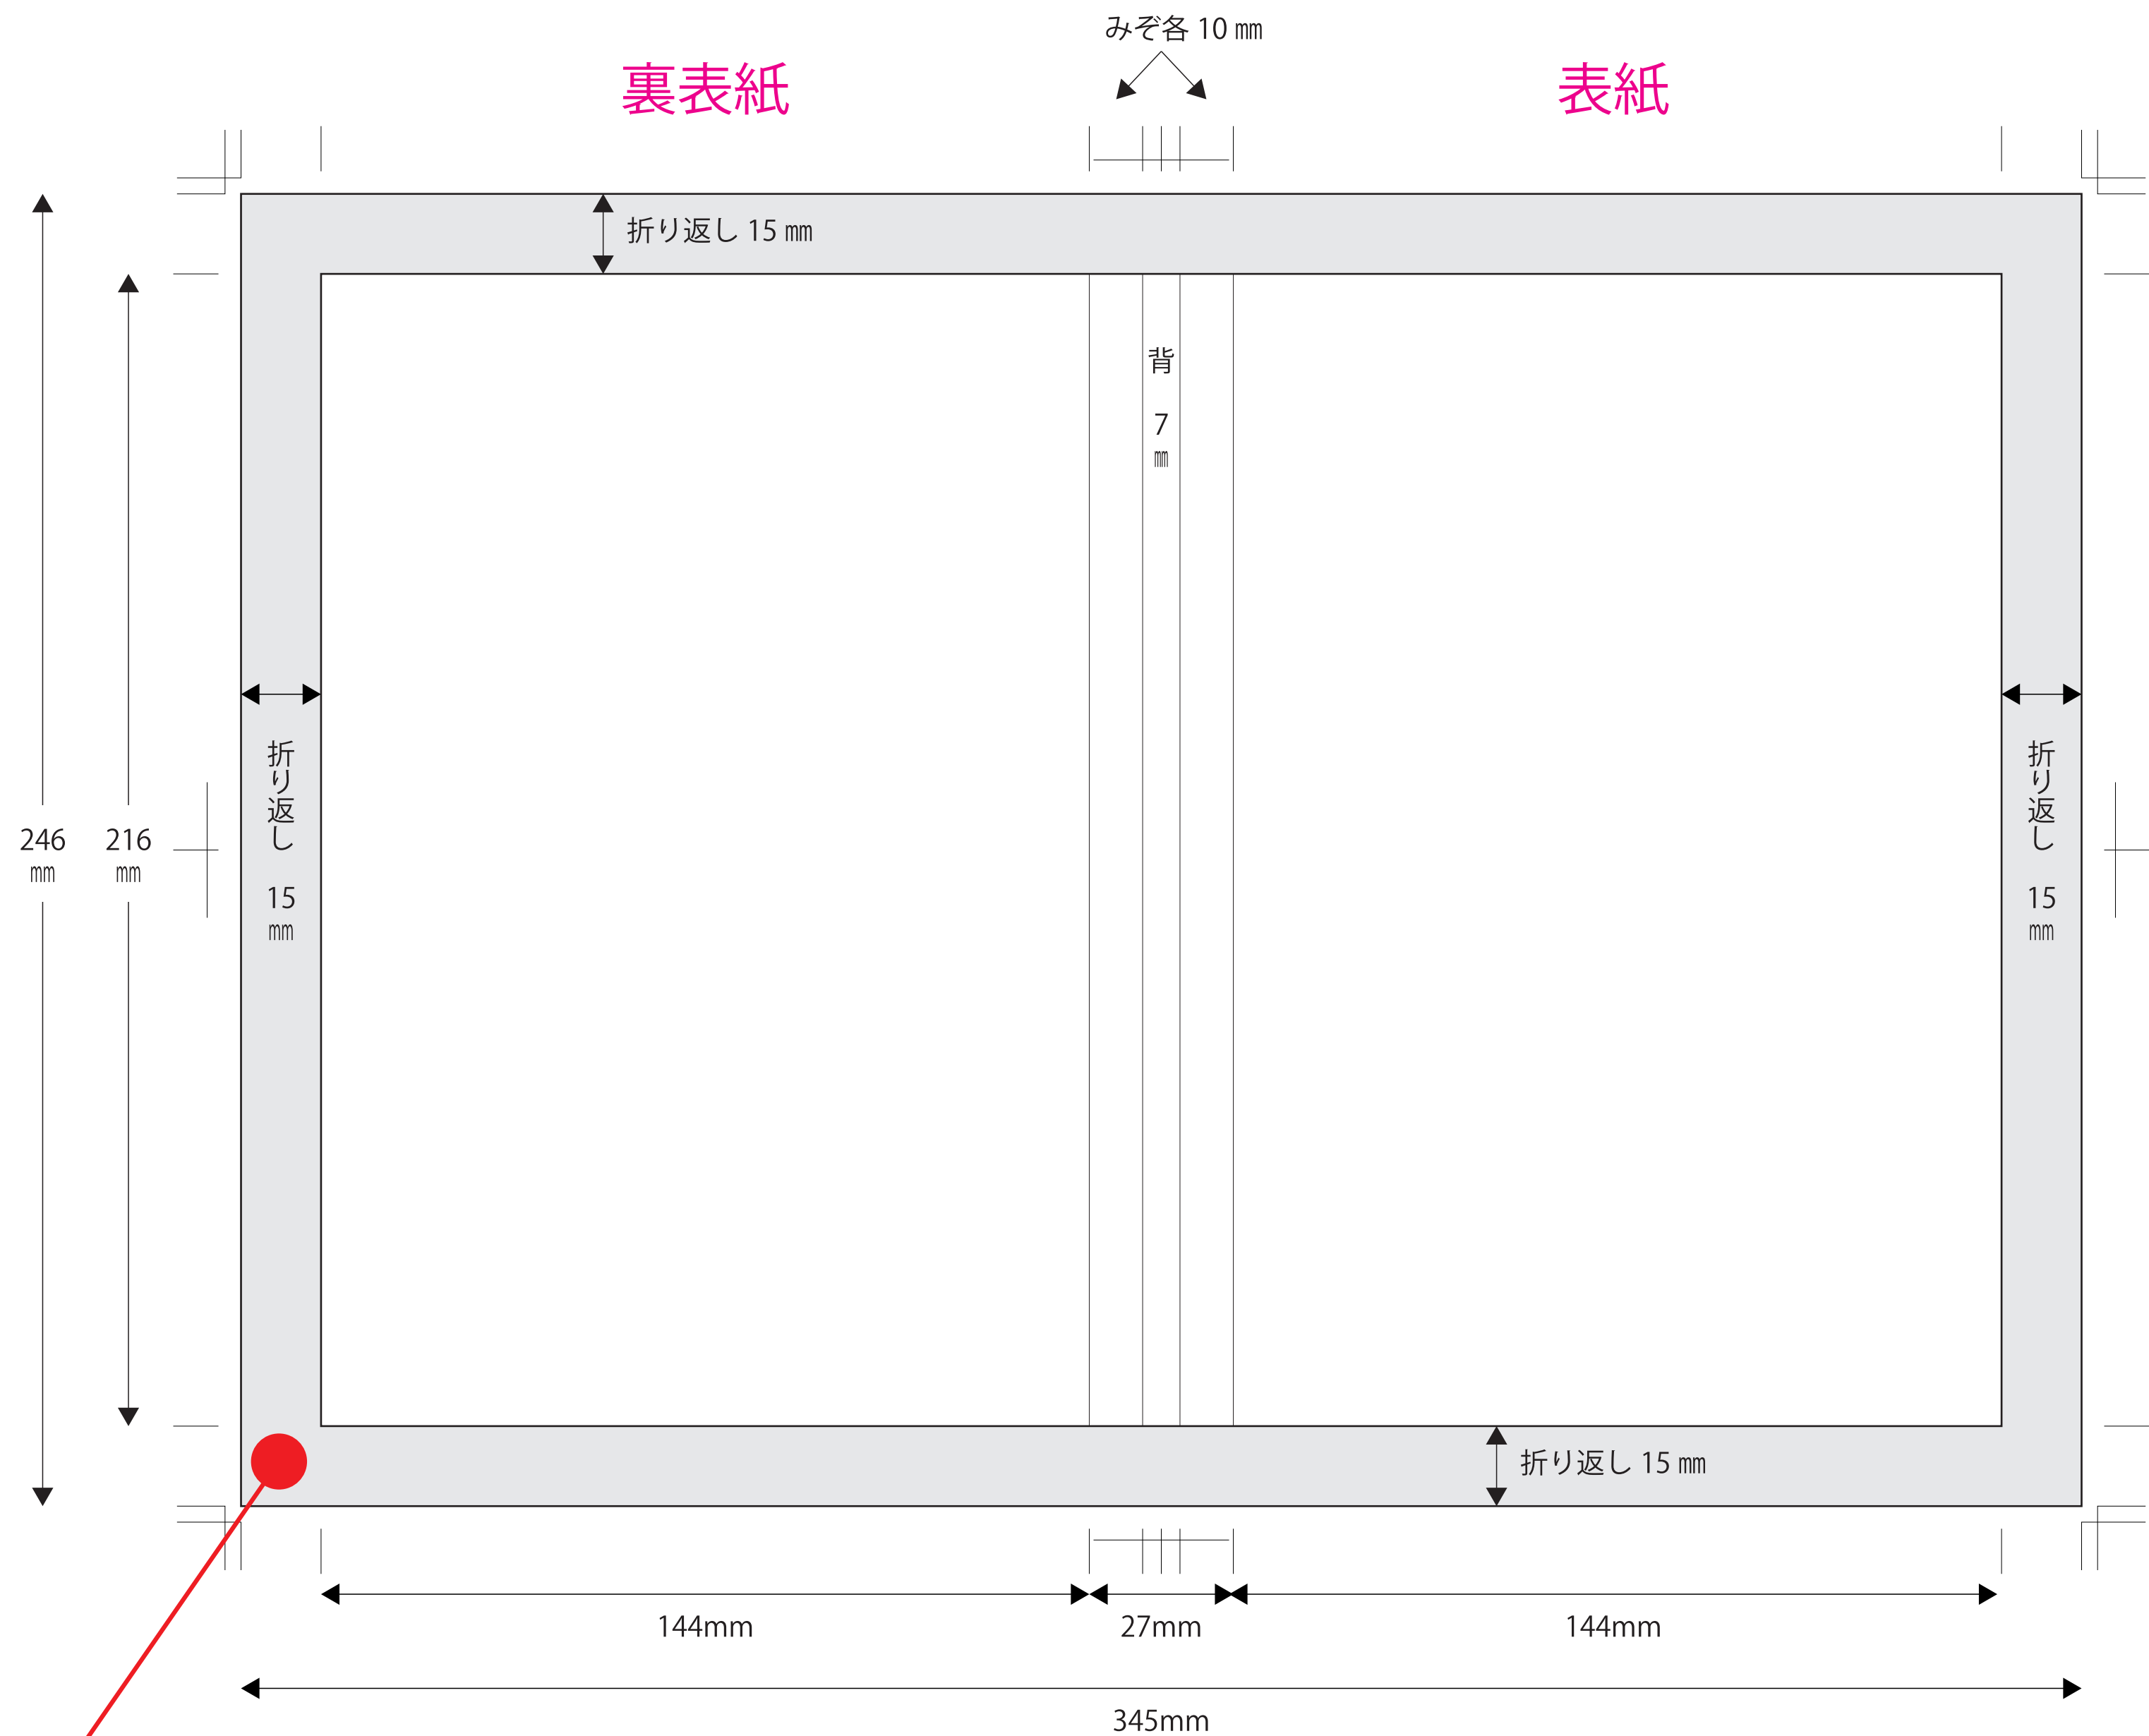 みぞ各 10 ㎜
裏表紙
表紙
折り返し 15 ㎜
背 7 ㎜
折り返し 15 ㎜
折り返し 15 ㎜
246 ㎜
216 ㎜
折り返し 15 ㎜
144mm
27mm
144mm
345mm